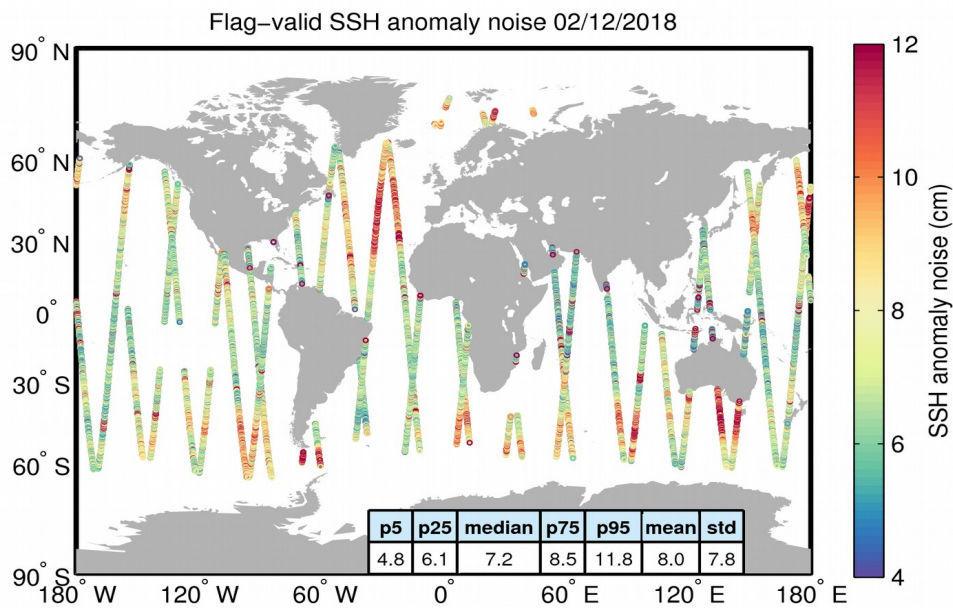 Flag−valid SSH anomaly noise 02/12/2018
90° N
60° N
30° N
0°
30° S
60° S
90° S
180° W
120° W
60° W
0°
60° E
120° E
180° E
p5 p25 median p75 p95 mean std
4.8 6.1 7.2 8.5 11.8 8.0 7.8
12
10
8
6
4
SSH anomaly noise (cm)